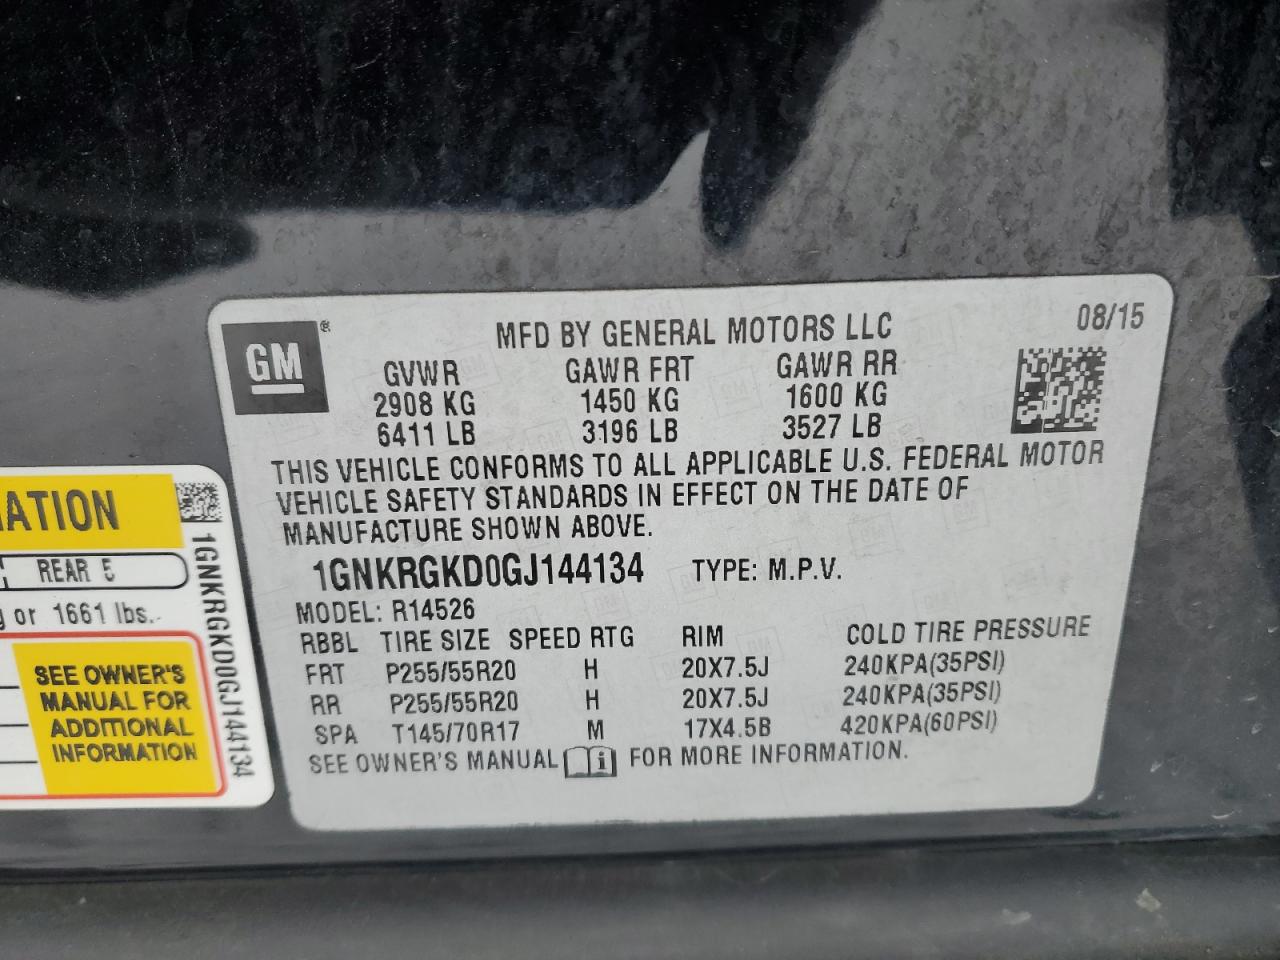 GM ®
MFD BY GENERAL MOTORS LLC
08/15
GVWR GAWR FRT GAWR RR
2908 KG 1450 KG 1600 KG
6411 LB 3196 LB 3527 LB
THIS VEHICLE CONFORMS TO ALL APPLICABLE U.S. FEDERAL MOTOR
VEHICLE SAFETY STANDARDS IN EFFECT ON THE DATE OF
MANUFACTURE SHOWN ABOVE.
1GNKRGKD0GJ144134 TYPE: M.P.V.
MODEL: R14526
RBBL TIRE SIZE SPEED RTG RIM COLD TIRE PRESSURE
FRT P255/55R20 H 20X7.5J 240KPA(35PSI)
RR P255/55R20 H 20X7.5J 240KPA(35PSI)
SPA T145/70R17 M 17X4.5B 420KPA(60PSI)
SEE OWNER'S MANUAL i FOR MORE INFORMATION.
ATION
REAR 5
or 1661 lbs.
SEE OWNER'S
MANUAL FOR
ADDITIONAL
INFORMATION
1GNKRGKD0GJ144134